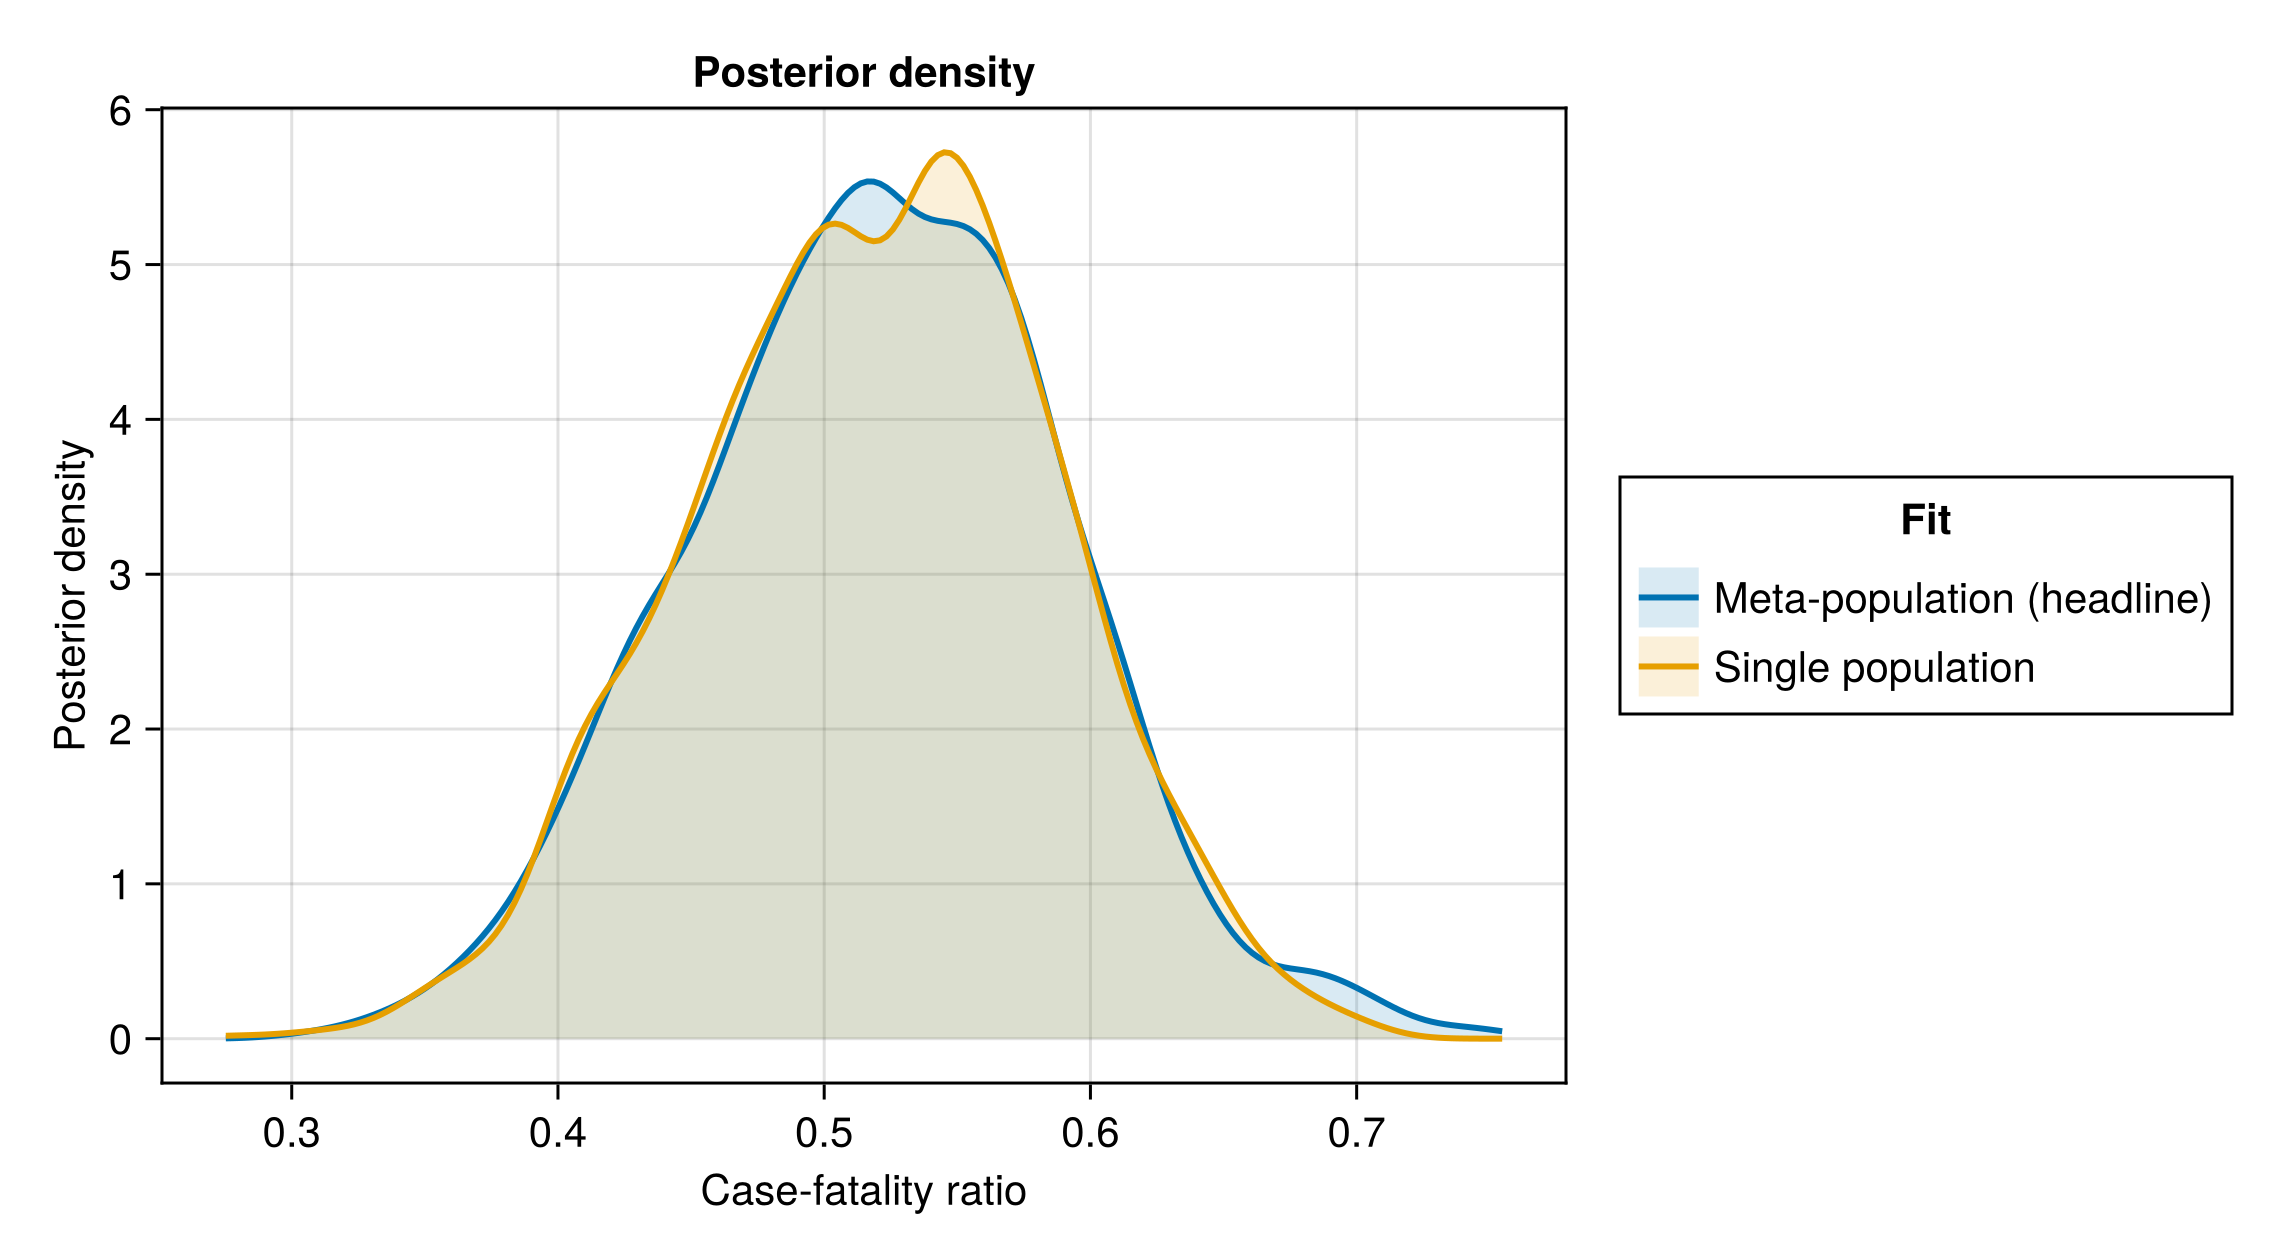 Posterior density
6
5
4
3
2
1
0
Posterior density
0.3 0.4 0.5 0.6 0.7
Case-fatality ratio
Fit
Meta-population (headline)
Single population